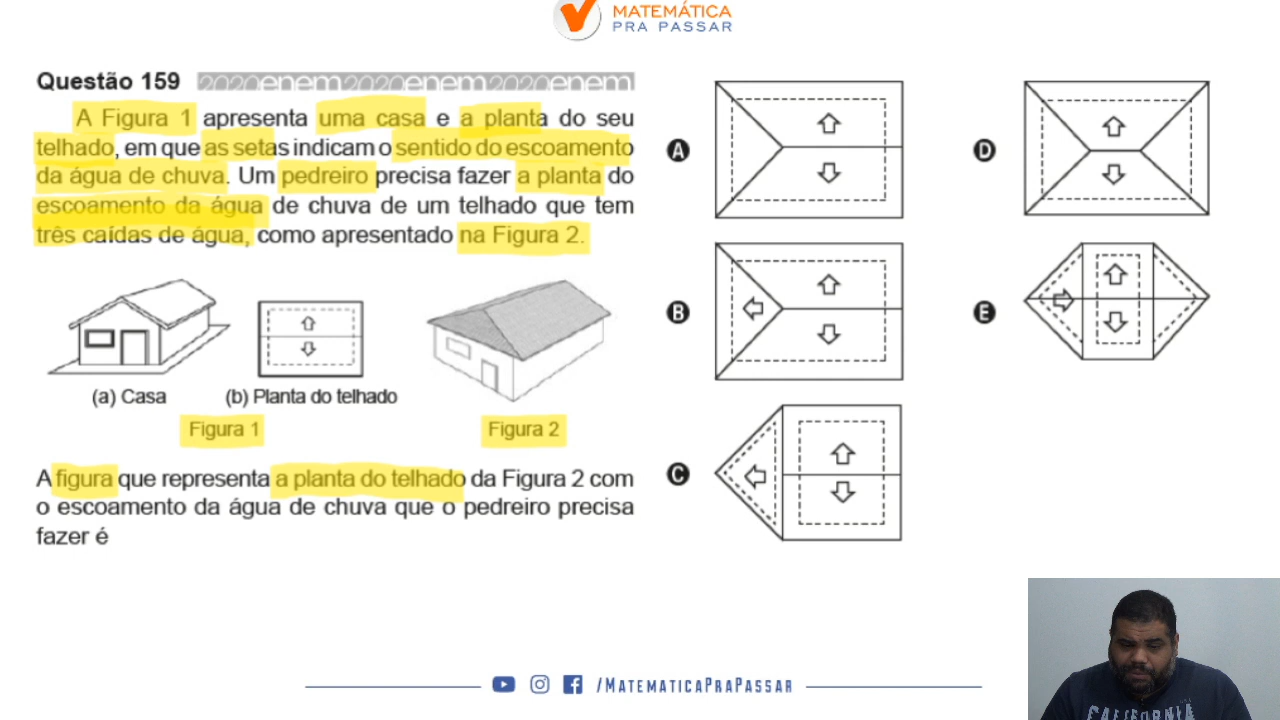 MATEMÁTICA
PRA PASSAR
Questão 159 2020enem2020enem2020enem
A Figura 1 apresenta uma casa e a planta do seu
telhado, em que as setas indicam o sentido do escoamento
da água de chuva. Um pedreiro precisa fazer a planta do
escoamento da água de chuva de um telhado que tem
três caídas de água, como apresentado na Figura 2.
(a) Casa
(b) Planta do telhado
Figura 1
Figura 2
A figura que representa a planta do telhado da Figura 2 com
o escoamento da água de chuva que o pedreiro precisa
fazer é
A
B
C
D
E
/MATEMATICAPRAPASSAR
CALIFORNIA